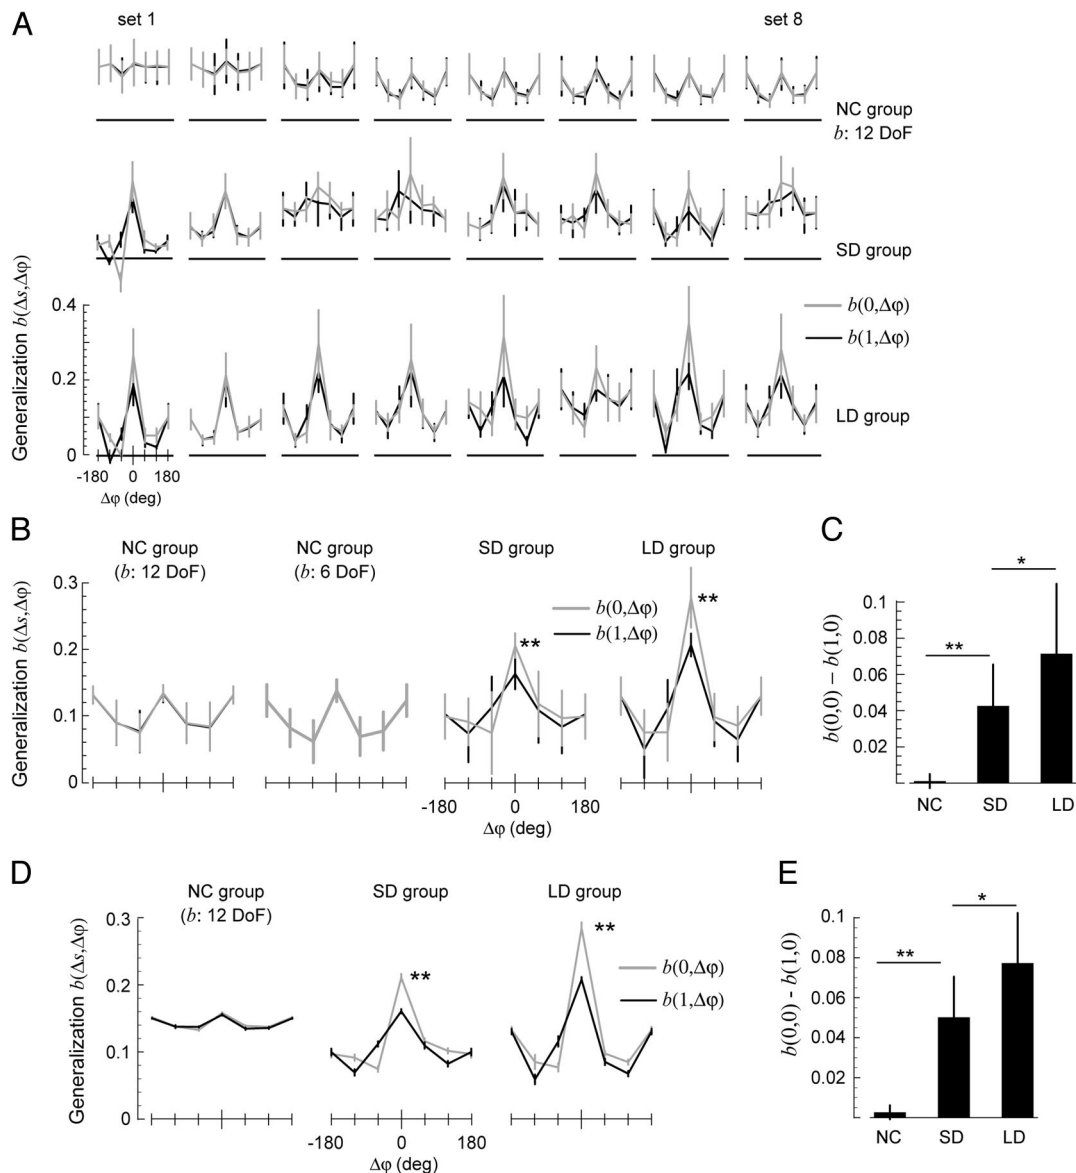 A
set 1
set 8
NC group
b: 12 DoF
SD group
Generalization b(Δs,Δφ)
0.4
0.2
0
b(0,Δφ)
b(1,Δφ)
LD group
-180 0 180
Δφ (deg)
B
NC group
(b: 12 DoF)
NC group
(b: 6 DoF)
SD group
LD group
Generalization b(Δs,Δφ)
0.3
0.2
0.1
0
b(0,Δφ)
b(1,Δφ)
**
**
-180 0 180
Δφ (deg)
C
b(0,0) – b(1,0)
0.1
0.08
0.06
0.04
0.02
**
*
NC SD LD
D
NC group
(b: 12 DoF)
SD group
LD group
Generalization b(Δs,Δφ)
0.3
0.2
0.1
0
**
**
b(0,Δφ)
b(1,Δφ)
-180 0 180
Δφ (deg)
E
b(0,0) - b(1,0)
0.1
0.08
0.06
0.04
0.02
**
*
NC SD LD